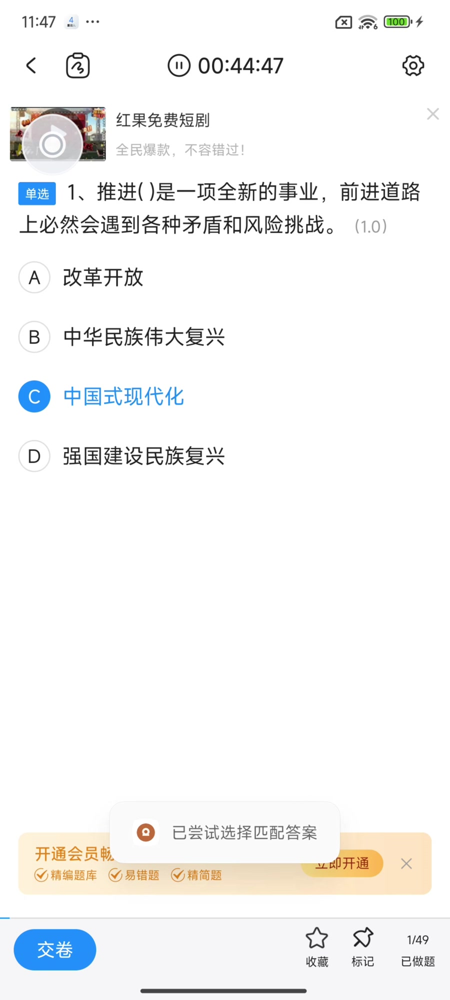 11:47
4
6
100
00:44:47
红果免费短剧
全民爆款，不容错过！
单选 1、推进( )是一项全新的事业，前进道路
上必然会遇到各种矛盾和风险挑战。 (1.0)
A 改革开放
B 中华民族伟大复兴
C 中国式现代化
D 强国建设民族复兴
已尝试选择匹配答案
开通会员畅
立即开通
精编题库 易错题 精简题
交卷
收藏
标记
1/49
已做题